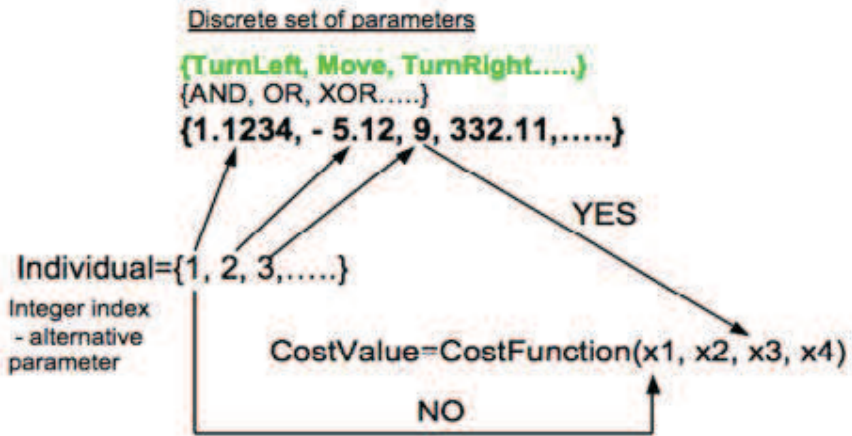 Discrete set of parameters
{TurnLeft, Move, TurnRight.....}
{AND, OR, XOR.....}
{1.1234, - 5.12, 9, 332.11,.....}
YES
Individual={1, 2, 3,.....}
Integer index
- alternative
parameter
CostValue=CostFunction(x1, x2, x3, x4)
NO